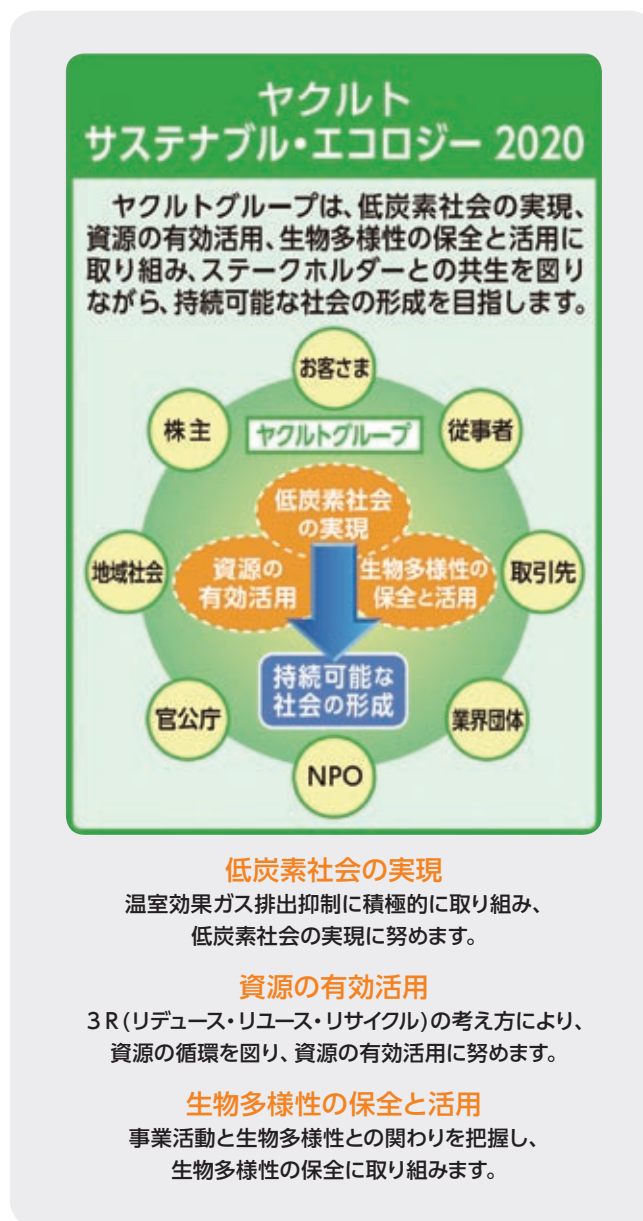 ヤクルト
サステナブル・エコロジー 2020
ヤクルトグループは、低炭素社会の実現、
資源の有効活用、生物多様性の保全と活用に
取り組み、ステークホルダーとの共生を図り
ながら、持続可能な社会の形成を目指します。
お客さま
株主
ヤクルトグループ
従事者
低炭素社会
の実現
地域社会
資源の
有効活用
生物多様性の
保全と活用
取引先
持続可能な
社会の形成
官公庁
業界団体
NPO
低炭素社会の実現
温室効果ガス排出抑制に積極的に取り組み、
低炭素社会の実現に努めます。
資源の有効活用
3R(リデュース・リユース・リサイクル)の考え方により、
資源の循環を図り、資源の有効活用に努めます。
生物多様性の保全と活用
事業活動と生物多様性との関わりを把握し、
生物多様性の保全に取り組みます。